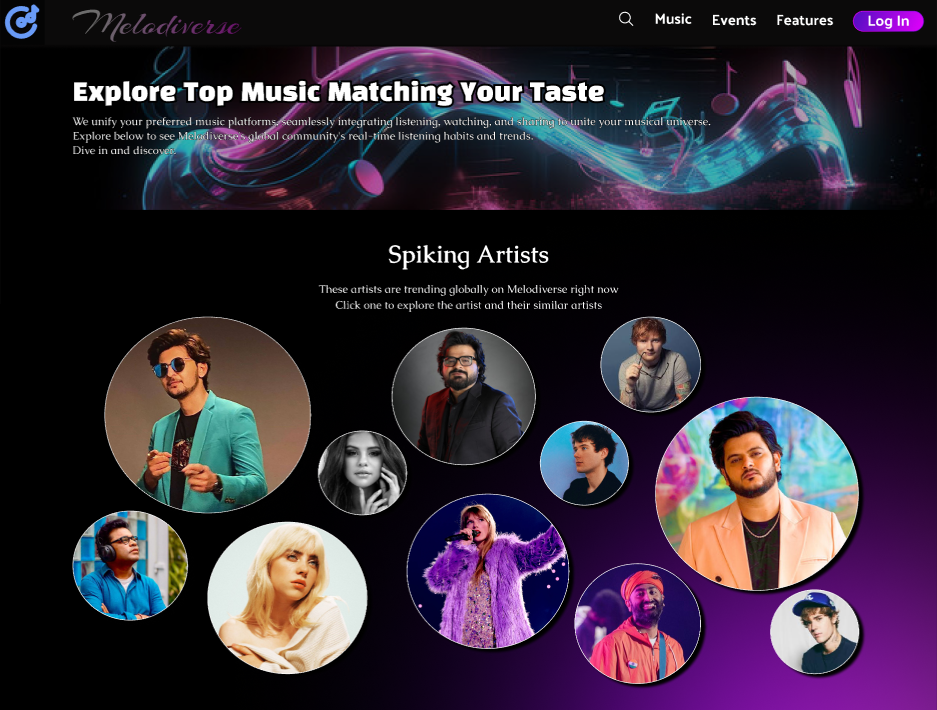 Melodiverse
Music
Events
Features
Log In
Explore Top Music Matching Your Taste
We unify your preferred music platforms, seamlessly integrating listening, watching, and sharing to unite your musical universe.
Explore below to see Melodiverse's global community's real-time listening habits and trends.
Dive in and discover.
Spiking Artists
These artists are trending globally on Melodiverse right now
Click one to explore the artist and their similar artists